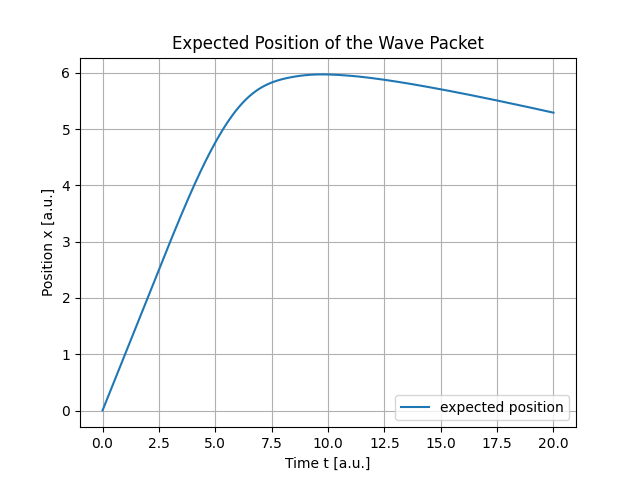 Expected Position of the Wave Packet
6
5
4
3
2
1
0
Position x [a.u.]
expected position
0.0 2.5 5.0 7.5 10.0 12.5 15.0 17.5 20.0
Time t [a.u.]